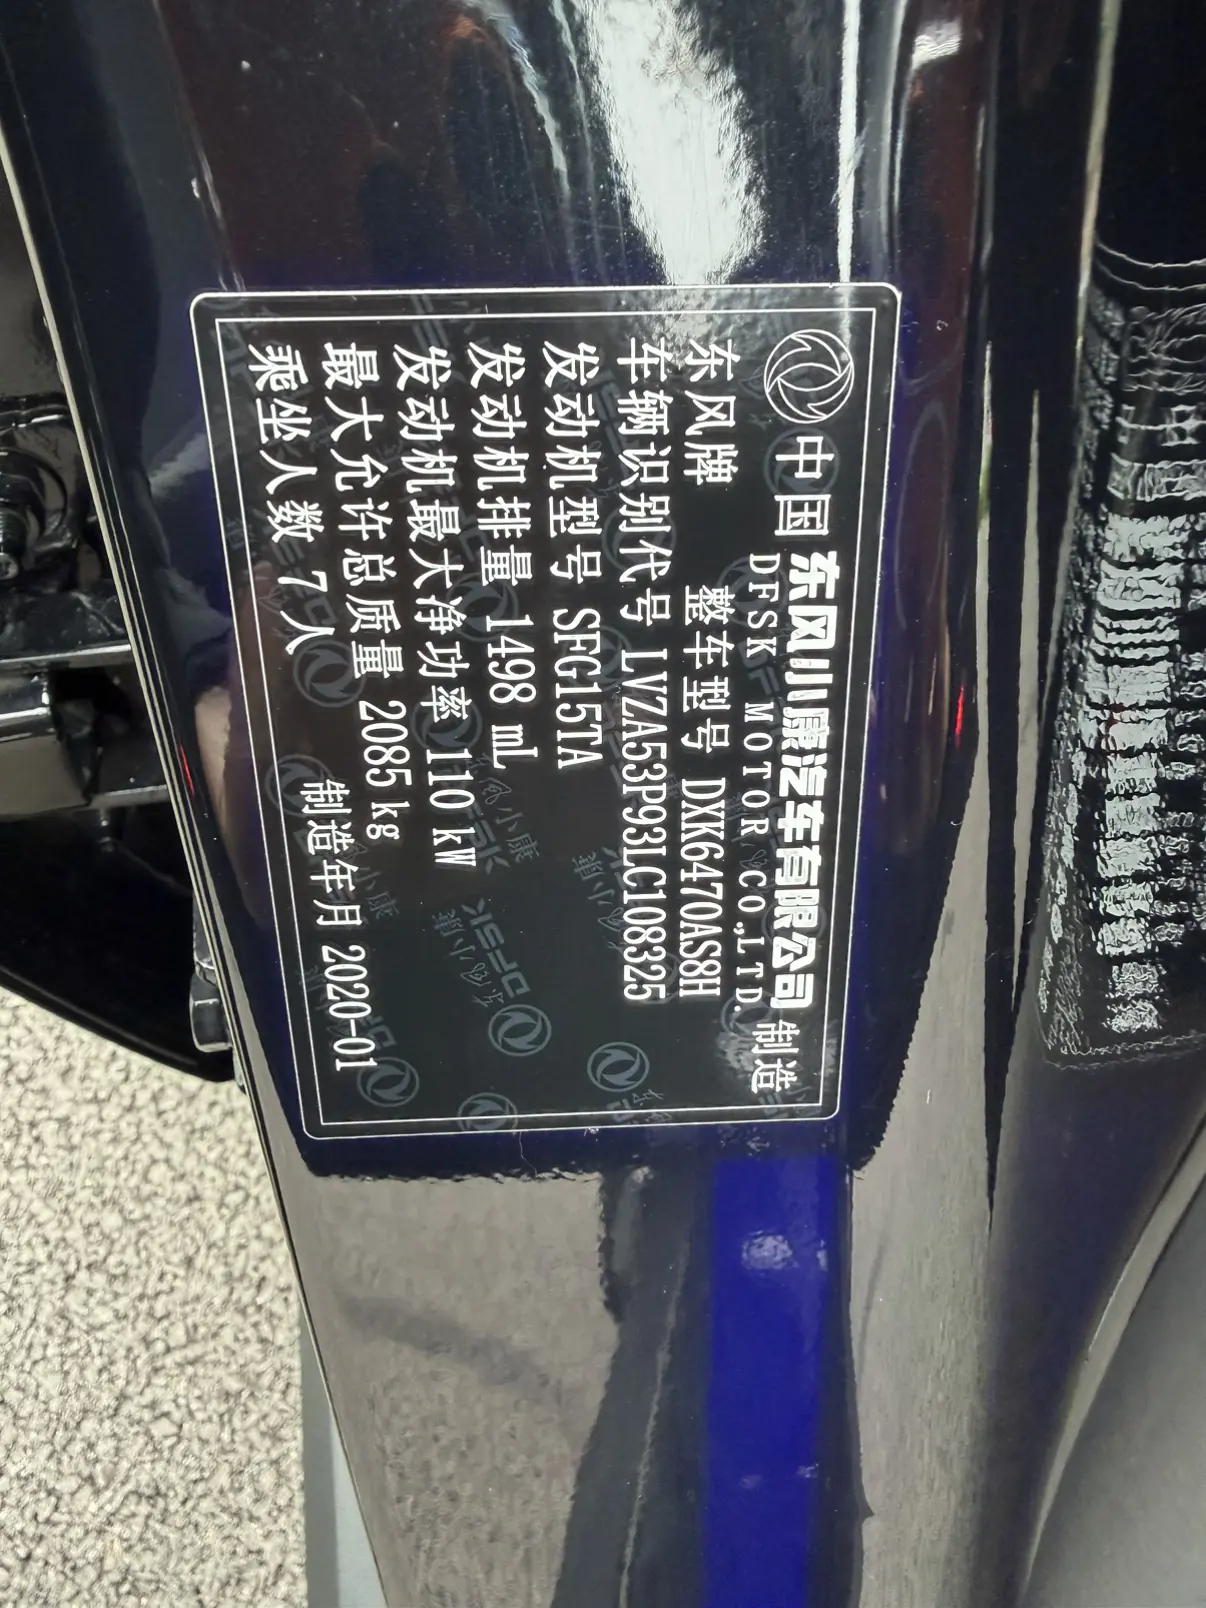 中国 东风小康汽车有限公司 制造
DFSK MOTOR CO.,LTD.
东风牌 整车型号 DXK6470AS8H
车辆识别代号 LVZA53P93LC108325
发动机型号 SFG15TA
发动机排量 1498 mL
发动机最大净功率 110 kW
最大允许总质量 2085 kg
乘坐人数 7人
制造年月 2020-01